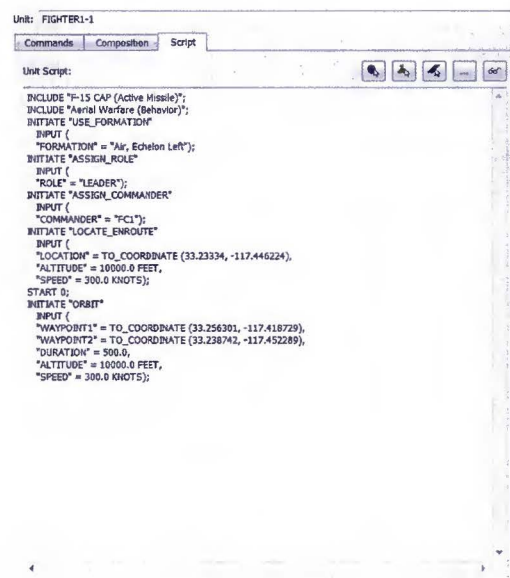 Unit: FIGHTER1-1
Commands Composition Script
Unit Script:
...
INCLUDE "F-15 CAP (Active Missile)";
INCLUDE "Aerial Warfare (Behavior)";
INITIATE "USE_FORMATION"
INPUT (
"FORMATION" = "Air, Echelon Left");
INITIATE "ASSIGN_ROLE"
INPUT (
"ROLE" = "LEADER");
INITIATE "ASSIGN_COMMANDER"
INPUT (
"COMMANDER" = "FC1");
INITIATE "LOCATE_ENROUTE"
INPUT (
"LOCATION" = TO_COORDINATE (33.23334, -117.446224),
"ALTITUDE" = 10000.0 FEET,
"SPEED" = 300.0 KNOTS);
START 0;
INITIATE "ORBIT"
INPUT (
"WAYPOINT1" = TO_COORDINATE (33.256301, -117.418729),
"WAYPOINT2" = TO_COORDINATE (33.238742, -117.452289),
"DURATION" = 500.0,
"ALTITUDE" = 10000.0 FEET,
"SPEED" = 300.0 KNOTS);